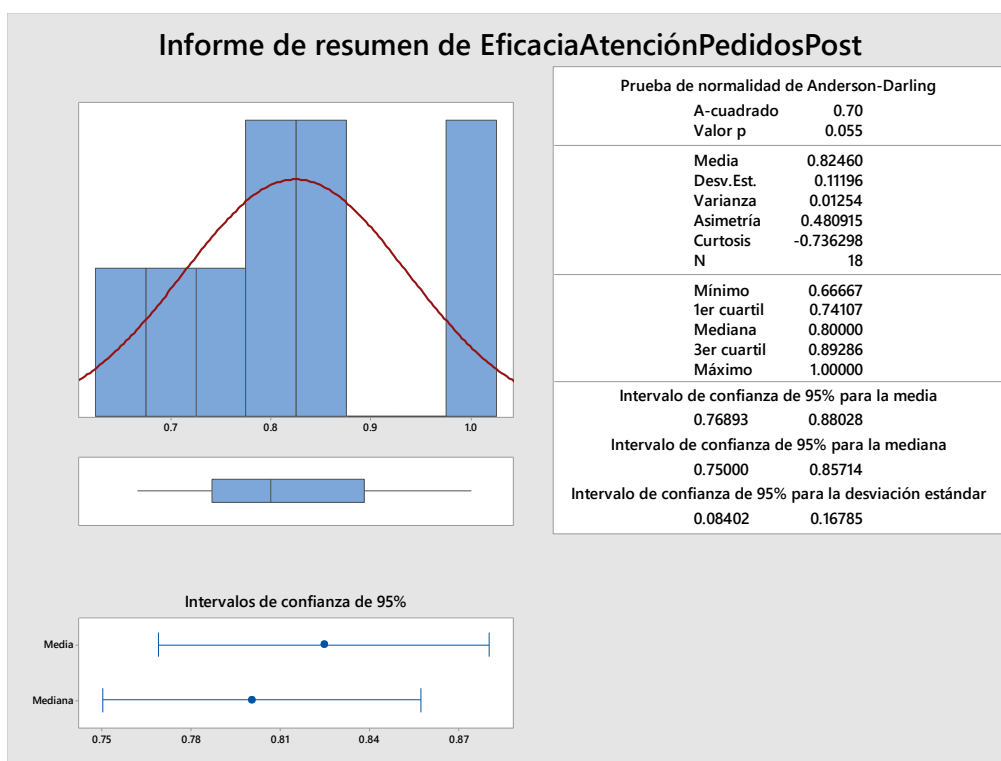 Informe de resumen de EficaciaAtenciónPedidosPost
0.7 0.8 0.9 1.0
Prueba de normalidad de Anderson-Darling
A-cuadrado 0.70
Valor p 0.055
Media 0.82460
Desv.Est. 0.11196
Varianza 0.01254
Asimetría 0.480915
Curtosis -0.736298
N 18
Mínimo 0.66667
1er cuartil 0.74107
Mediana 0.80000
3er cuartil 0.89286
Máximo 1.00000
Intervalo de confianza de 95% para la media
0.76893 0.88028
Intervalo de confianza de 95% para la mediana
0.75000 0.85714
Intervalo de confianza de 95% para la desviación estándar
0.08402 0.16785
Intervalos de confianza de 95%
Media
Mediana
0.75 0.78 0.81 0.84 0.87